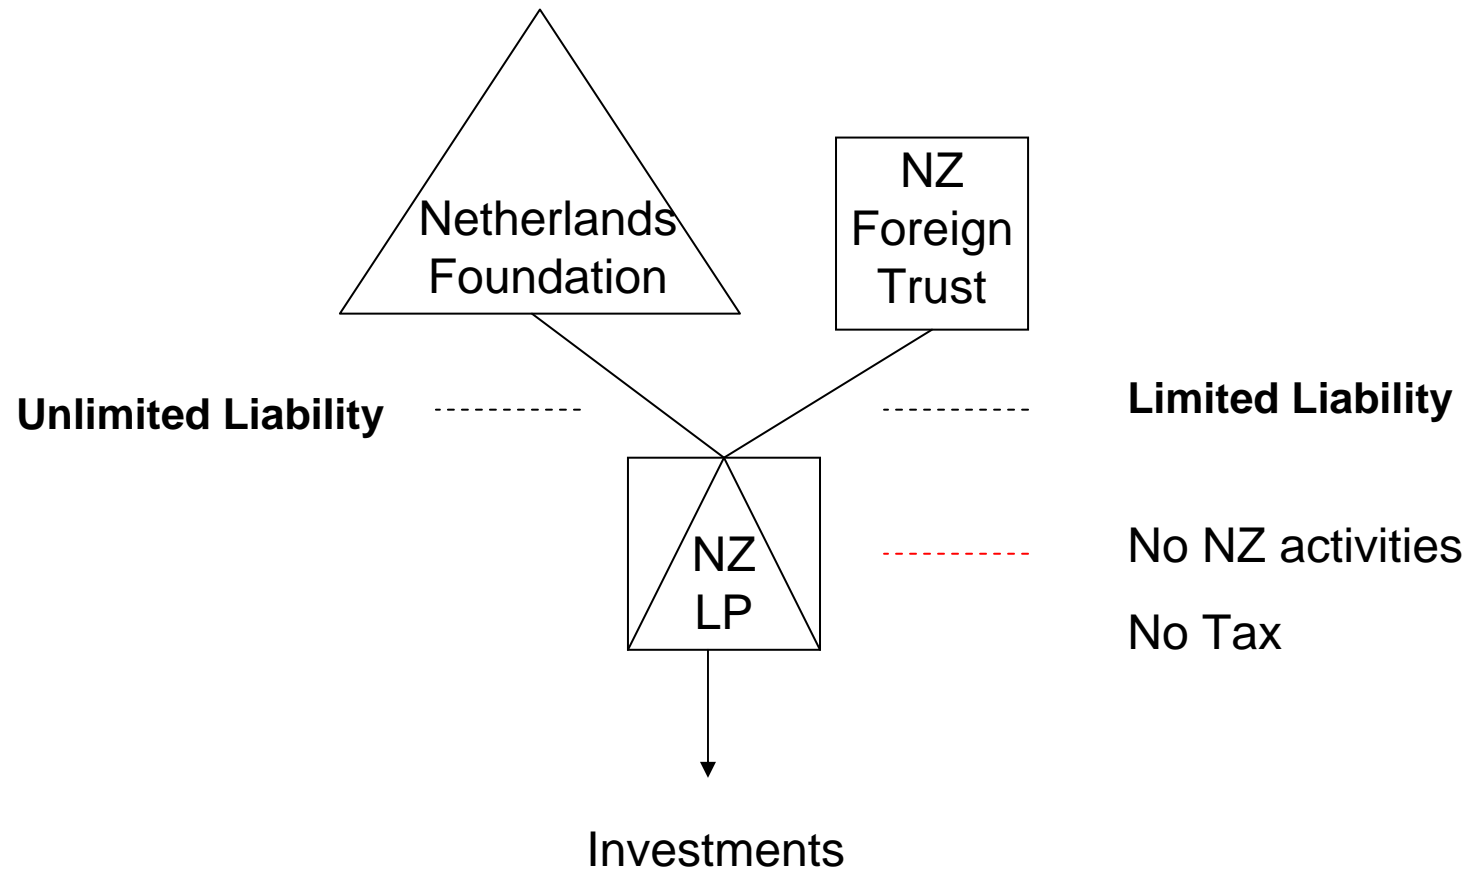 Netherlands
Foundation
NZ
Foreign
Trust
Unlimited Liability
Limited Liability
NZ
LP
No NZ activities
No Tax
Investments